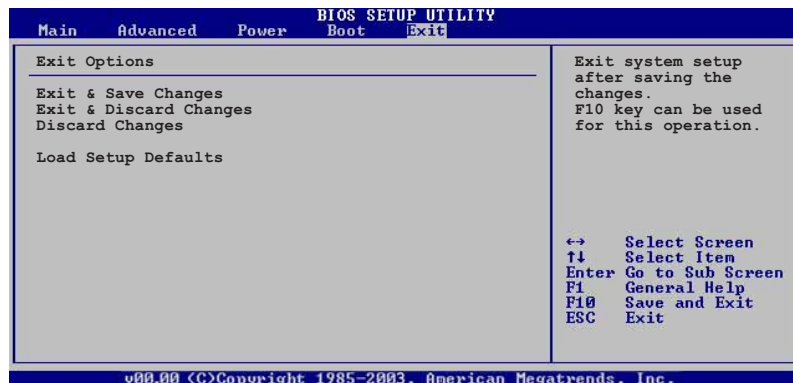 BIOS SETUP UTILITY
Main Advanced Power Boot Exit
Exit Options
Exit & Save Changes
Exit & Discard Changes
Discard Changes
Load Setup Defaults
Exit system setup
after saving the
changes.
F10 key can be used
for this operation.
←→ Select Screen
↑↓ Select Item
Enter Go to Sub Screen
F1 General Help
F10 Save and Exit
ESC Exit
v00.00 (C)Copyright 1985-2003, American Megatrends, Inc.